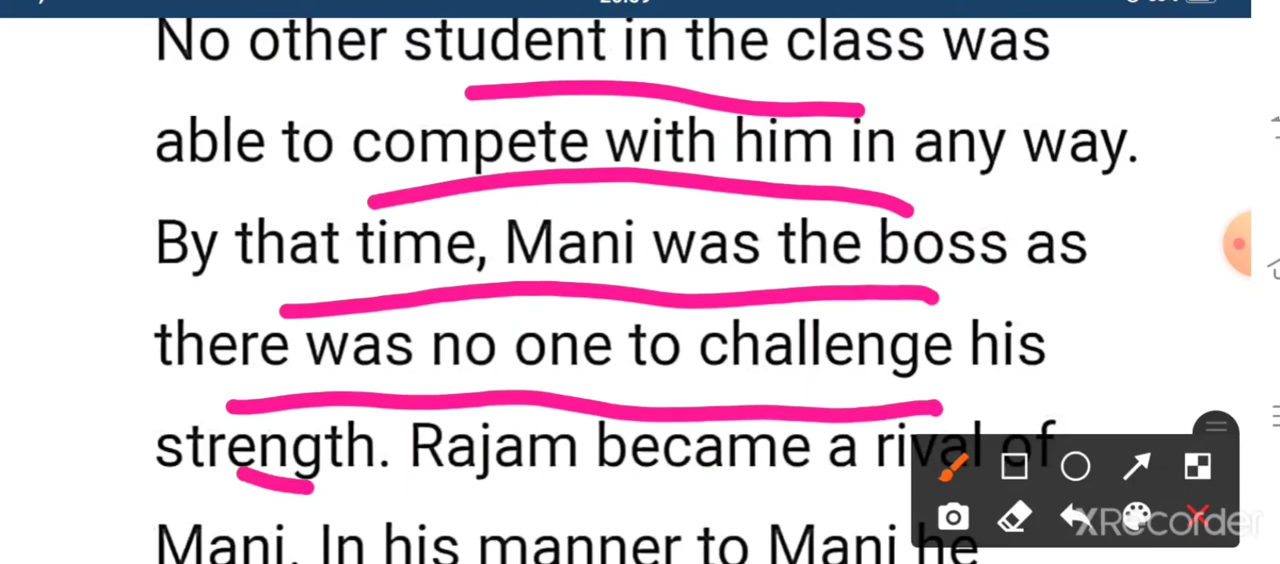 No other student in the class was
able to compete with him in any way.
By that time, Mani was the boss as
there was no one to challenge his
strength. Rajam became a rival of
Mani. In his manner to Mani he
XRecorder